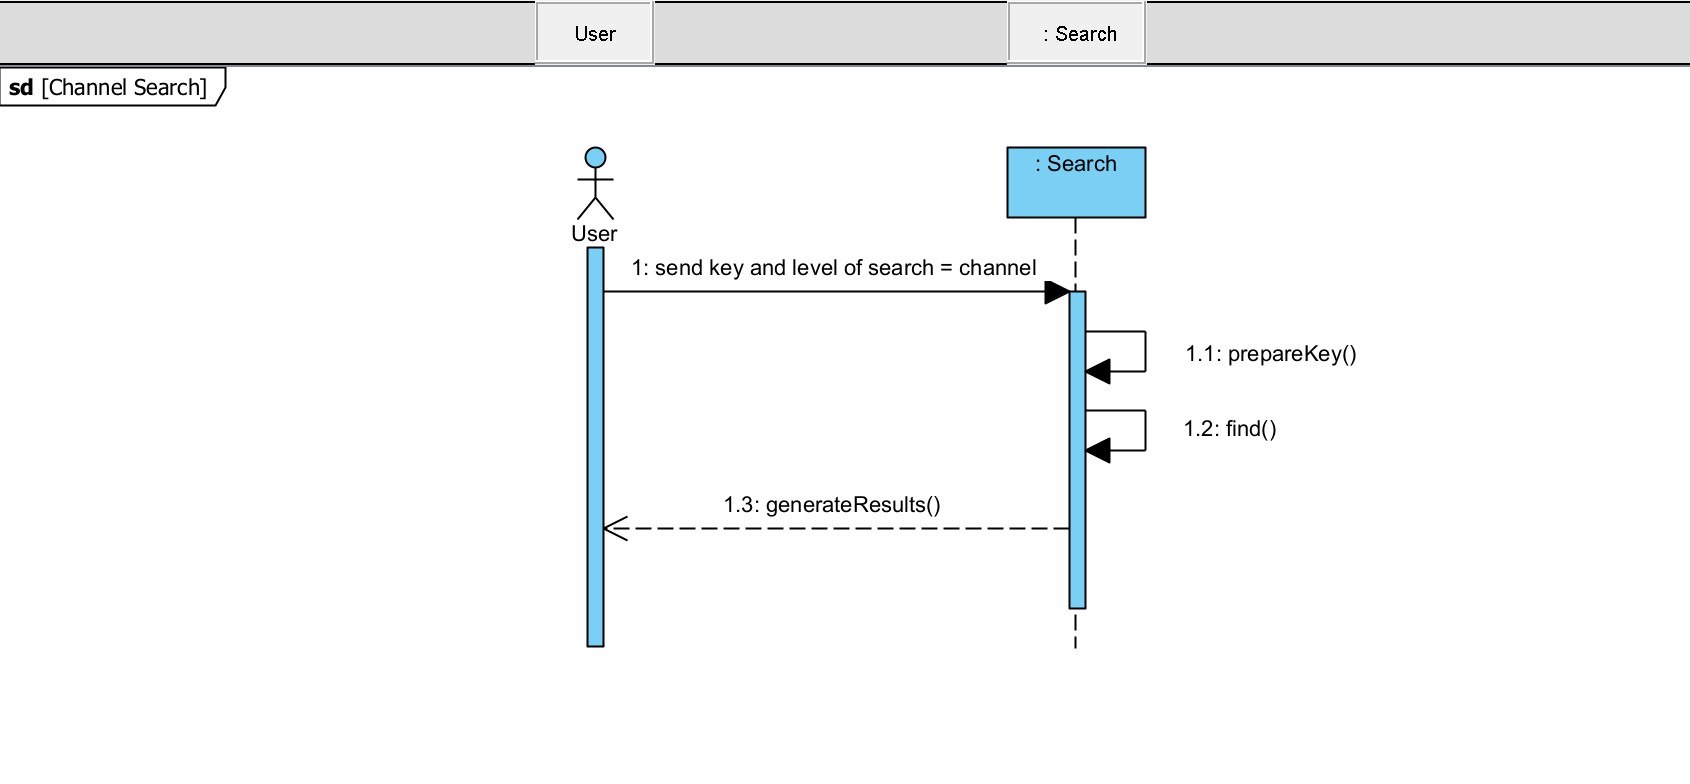 User
: Search
sd [Channel Search]
: Search
User
1: send key and level of search = channel
1.1: prepareKey()
1.2: find()
1.3: generateResults()